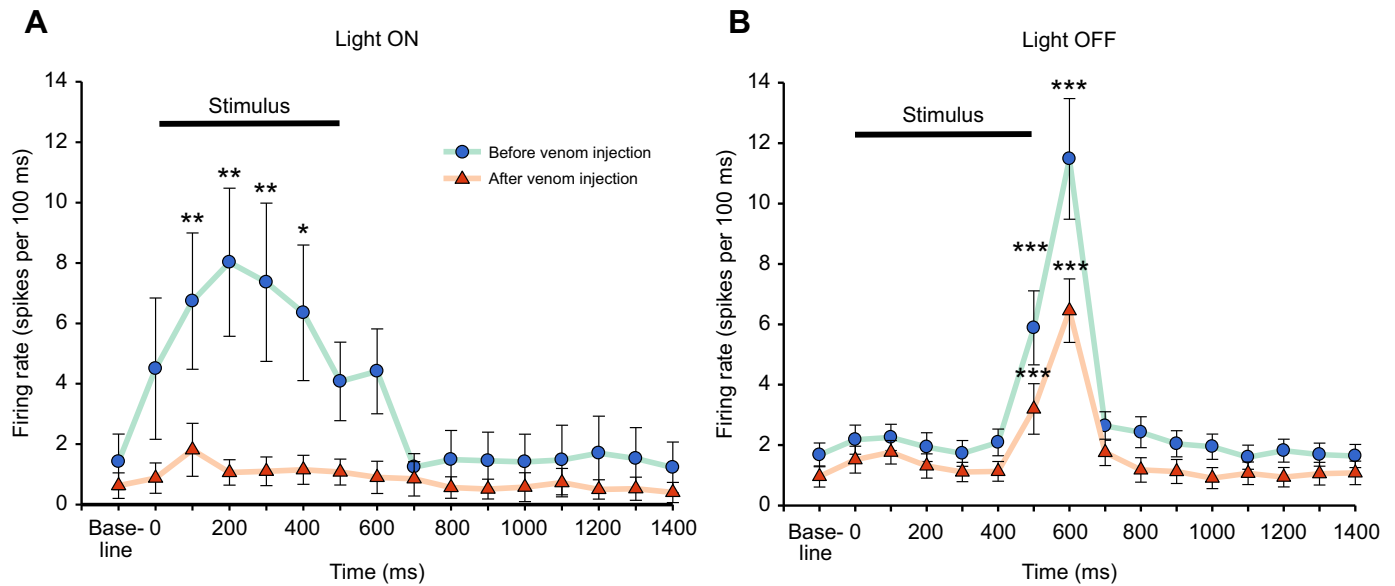 A
Light ON
Firing rate (spikes per 100 ms)
14
12
10
8
6
4
2
0
Stimulus
**
**
**
*
Before venom injection
After venom injection
Base-
line
0
200
400
600
800
1000
1200
1400
Time (ms)
B
Light OFF
Firing rate (spikes per 100 ms)
14
12
10
8
6
4
2
0
Stimulus
***
***
***
***
Base-
line
0
200
400
600
800
1000
1200
1400
Time (ms)